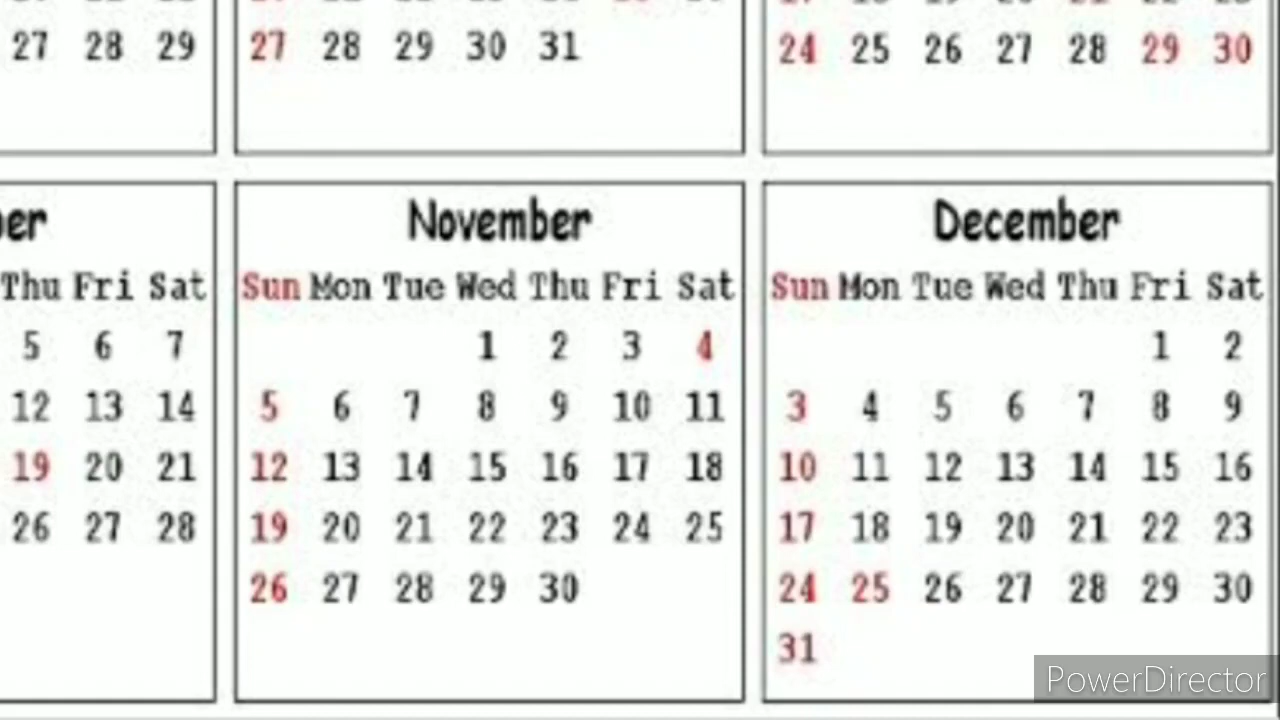 27 28 29
27 28 29 30 31
24 25 26 27 28 29 30
November
December
Thu Fri Sat
5 6 7
12 13 14
19 20 21
26 27 28
Sun Mon Tue Wed Thu Fri Sat
1 2 3 4
5 6 7 8 9 10 11
12 13 14 15 16 17 18
19 20 21 22 23 24 25
26 27 28 29 30
Sun Mon Tue Wed Thu Fri Sat
1 2
3 4 5 6 7 8 9
10 11 12 13 14 15 16
17 18 19 20 21 22 23
24 25 26 27 28 29 30
31
PowerDirector